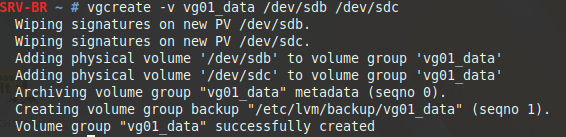 SRV-BR ~ # vgcreate -v vg01_data /dev/sdb /dev/sdc
Wiping signatures on new PV /dev/sdb.
Wiping signatures on new PV /dev/sdc.
Adding physical volume '/dev/sdb' to volume group 'vg01_data'
Adding physical volume '/dev/sdc' to volume group 'vg01_data'
Archiving volume group "vg01_data" metadata (seqno 0).
Creating volume group backup "/etc/lvm/backup/vg01_data" (seqno 1).
Volume group "vg01_data" successfully created